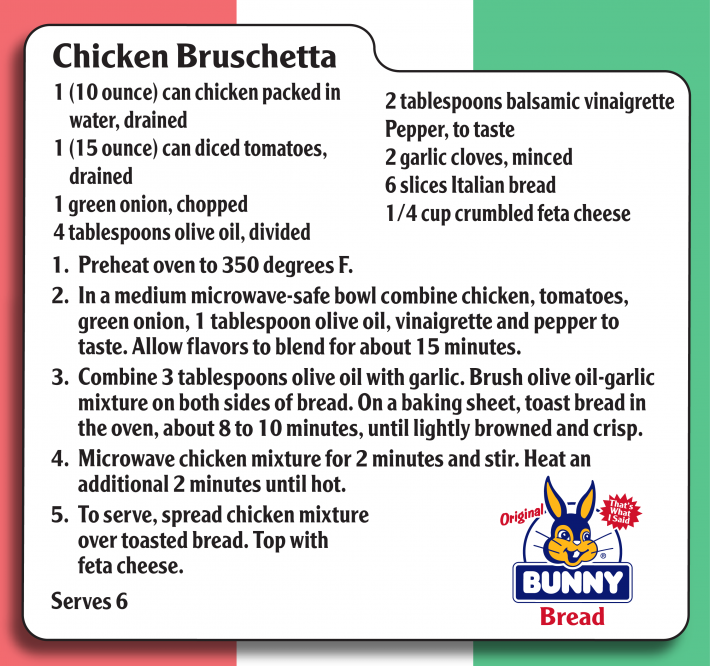 Chicken Bruschetta
1 (10 ounce) can chicken packed in
water, drained
1 (15 ounce) can diced tomatoes,
drained
1 green onion, chopped
4 tablespoons olive oil, divided
2 tablespoons balsamic vinaigrette
Pepper, to taste
2 garlic cloves, minced
6 slices Italian bread
1/4 cup crumbled feta cheese
1. Preheat oven to 350 degrees F.
2. In a medium microwave-safe bowl combine chicken, tomatoes,
green onion, 1 tablespoon olive oil, vinaigrette and pepper to
taste. Allow flavors to blend for about 15 minutes.
3. Combine 3 tablespoons olive oil with garlic. Brush olive oil-garlic
mixture on both sides of bread. On a baking sheet, toast bread in
the oven, about 8 to 10 minutes, until lightly browned and crisp.
4. Microwave chicken mixture for 2 minutes and stir. Heat an
additional 2 minutes until hot.
5. To serve, spread chicken mixture
over toasted bread. Top with
feta cheese.
Serves 6
Original.
That's
What
I Said
®
BUNNY
Bread